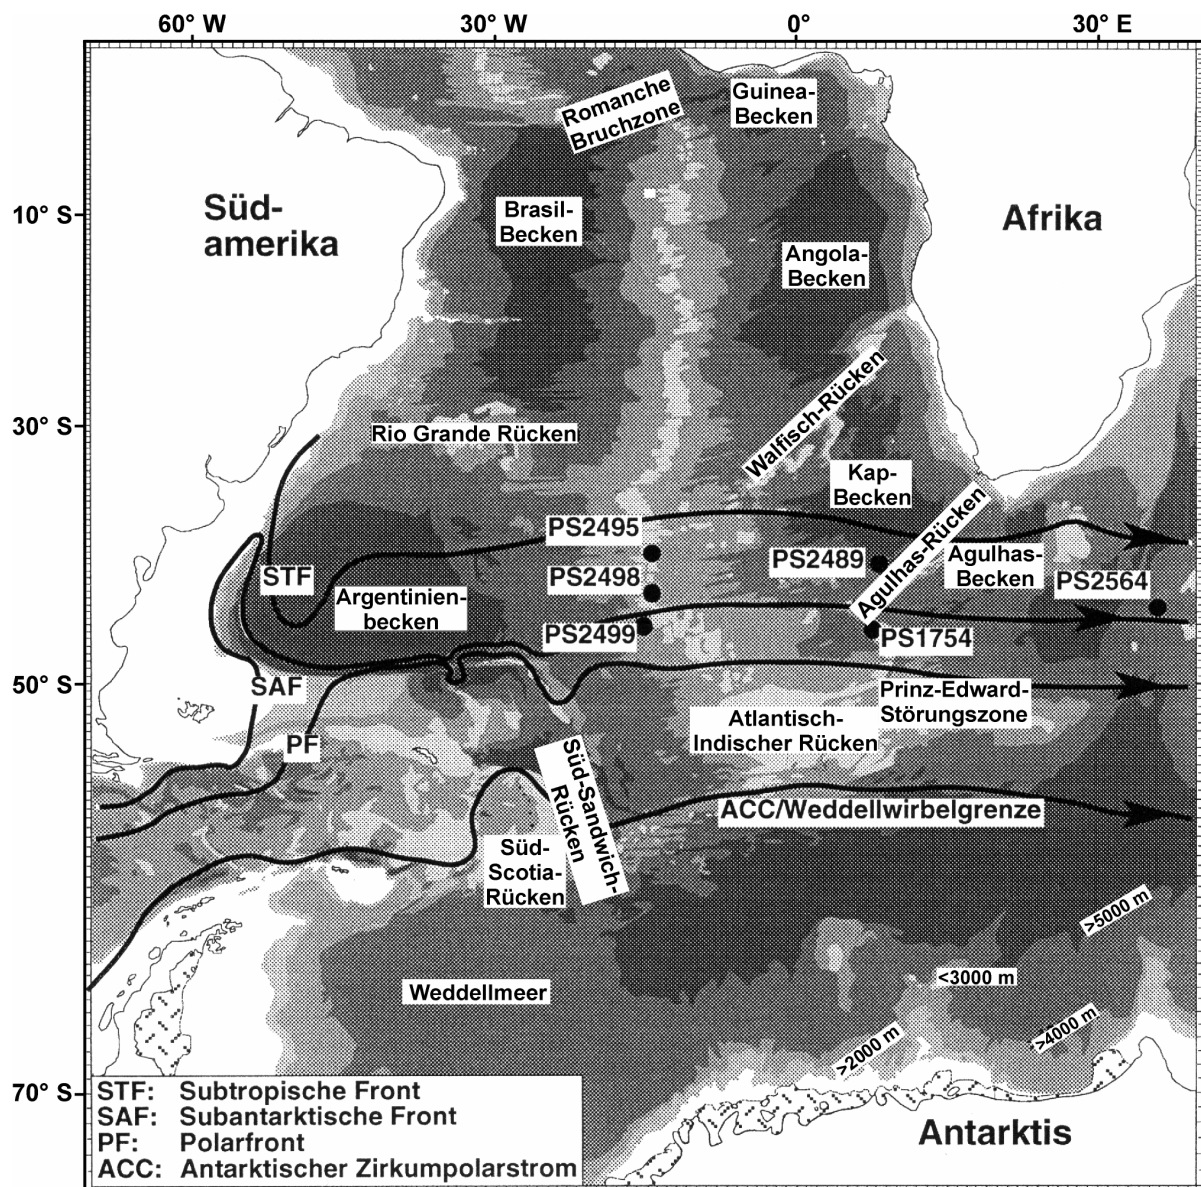 60° W
30° W
0°
30° E
10° S
30° S
50° S
70° S
Süd-
amerika
Afrika
Romanche
Bruchzone
Guinea-
Becken
Brasil-
Becken
Angola-
Becken
Rio Grande Rücken
Walfisch-Rücken
Kap-
Becken
PS2495
PS2498
PS2499
PS2489
Agulhas-Rücken
Agulhas-
Becken
PS2564
PS1754
STF
Argentinien-
becken
SAF
PF
Prinz-Edward-
Störungszone
Atlantisch-
Indischer Rücken
Süd-Sandwich-
Rücken
ACC/Weddellwirbelgrenze
Süd-
Scotia-
Rücken
Weddellmeer
>5000 m
<3000 m
>4000 m
>2000 m
Antarktis
STF: Subtropische Front
SAF: Subantarktische Front
PF: Polarfront
ACC: Antarktischer Zirkumpolarstrom